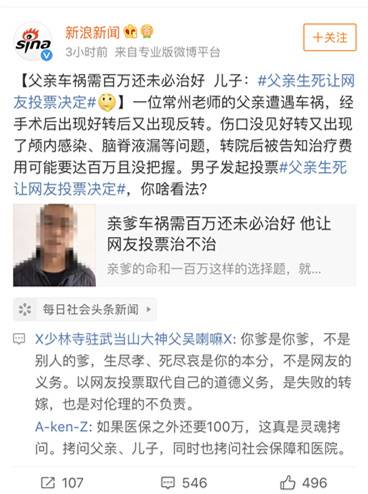 sina
新浪新闻
3小时前 来自专业版微博平台
+关注
【父亲车祸需百万还未必治好 儿子：#父亲生死让网
友投票决定#🤔】一位常州老师的父亲遭遇车祸，经
手术后出现好转后又出现反转。伤口没见好转又出现
了颅内感染、脑脊液漏等问题，转院后被告知治疗费
用可能要达百万且没把握。男子发起投票#父亲生死
让网友投票决定#，你啥看法？
亲爹车祸需百万还未必治好 他让
网友投票治不治
亲爹的命和一百万这样的选择题，就...
每日社会头条新闻 >
X少林寺驻武当山大神父吴喇嘛X: 你爹是你爹，不是
别人的爹，生尽孝、死尽哀是你的本分，不是网友的
义务。以网友投票取代自己的道德义务，是失败的转
嫁，也是对伦理的不负责。
A-ken-Z: 如果医保之外还要100万，这真是灵魂拷
问。拷问父亲、儿子，同时也拷问社会保障和医院。
107
546
496